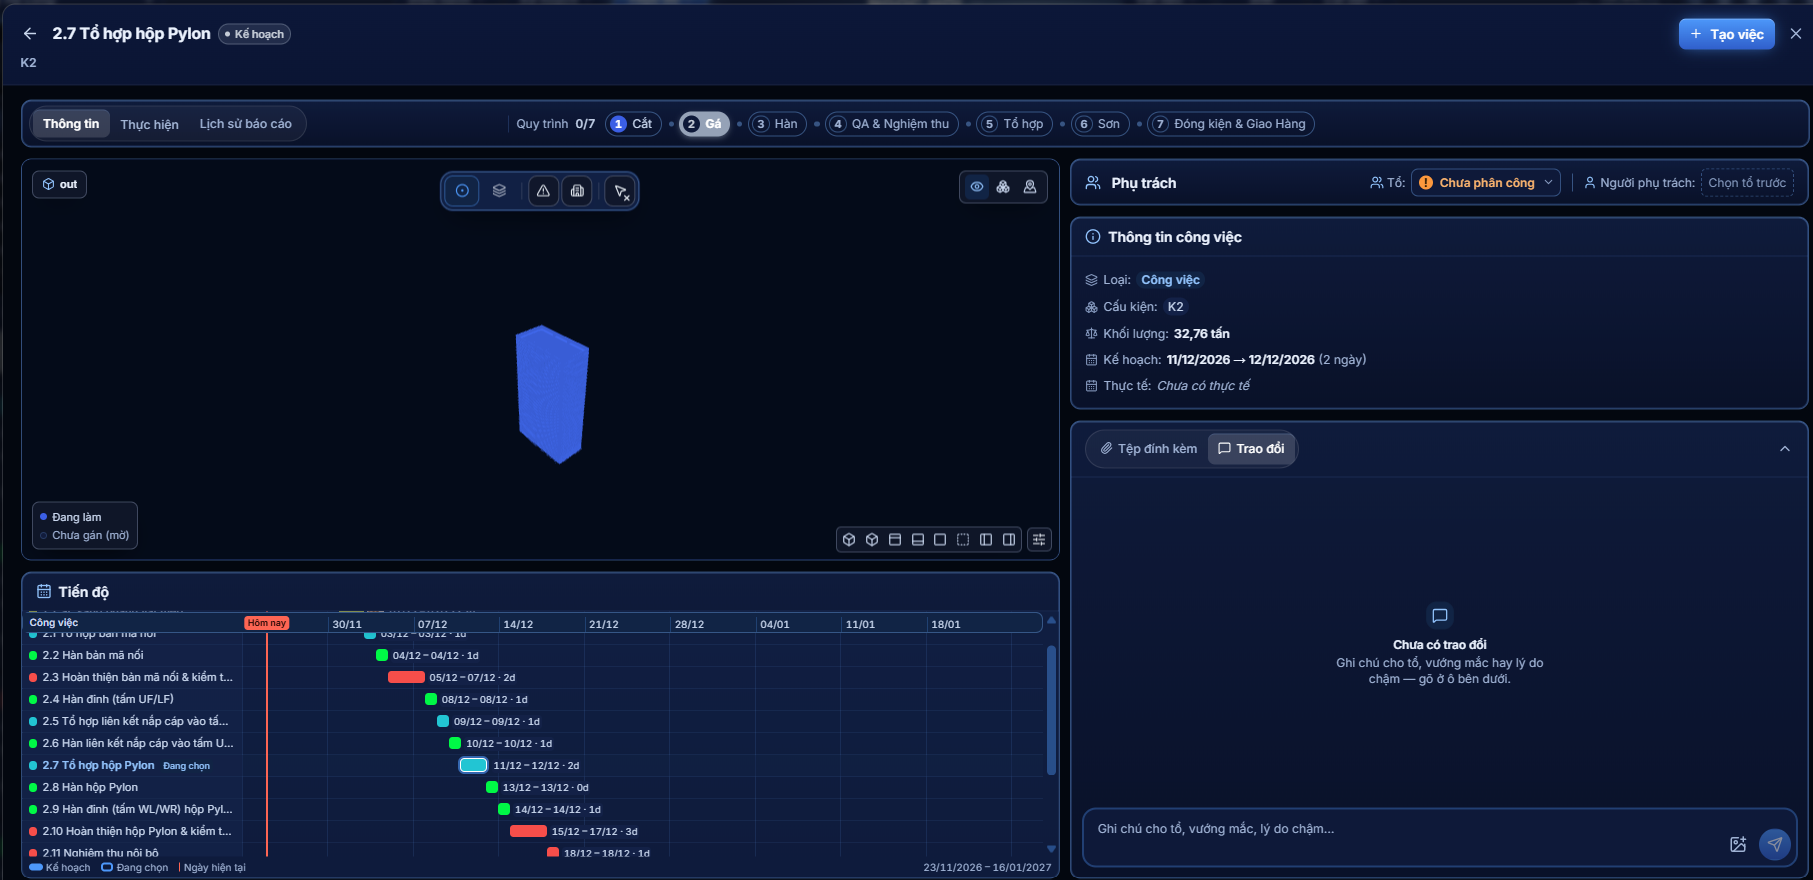 2.7 Tổ hợp hộp Pylon
Kế hoạch
Tạo việc
K2
Thông tin
Thực hiện
Lịch sử báo cáo
Quy trình 0/7
1 Cắt
2 Gá
3 Hàn
4 QA & Nghiệm thu
5 Tổ hợp
6 Sơn
7 Đóng kiện & Giao Hàng
out
Đang làm
Chưa gán (mờ)
Phụ trách
Tổ:
Chưa phân công
Người phụ trách:
Chọn tổ trước
Thông tin công việc
Loại: Công việc
Cấu kiện: K2
Khối lượng: 32,76 tấn
Kế hoạch: 11/12/2026 → 12/12/2026 (2 ngày)
Thực tế: Chưa có thực tế
Tệp đính kèm
Trao đổi
Chưa có trao đổi
Ghi chú cho tổ, vướng mắc hay lý do
chậm — gõ ở ô bên dưới.
Ghi chú cho tổ, vướng mắc, lý do chậm...
Tiến độ
Công việc
Hôm nay
30/11 07/12 14/12 21/12 28/12 04/01 11/01 18/01
2.1 Tổ hợp bản mã nối 03/12 – 03/12 · 1d
2.2 Hàn bản mã nối 04/12 – 04/12 · 1d
2.3 Hoàn thiện bản mã nối & kiểm t... 05/12 – 07/12 · 2d
2.4 Hàn đính (tấm UF/LF) 08/12 – 08/12 · 1d
2.5 Tổ hợp liên kết nắp cáp vào tấ... 09/12 – 09/12 · 1d
2.6 Hàn liên kết nắp cáp vào tấm U... 10/12 – 10/12 · 1d
2.7 Tổ hợp hộp Pylon Đang chọn 11/12 – 12/12 · 2d
2.8 Hàn hộp Pylon 13/12 – 13/12 · 0d
2.9 Hàn đính (tấm WL/WR) hộp Pyl... 14/12 – 14/12 · 1d
2.10 Hoàn thiện hộp Pylon & kiểm t... 15/12 – 17/12 · 3d
2.11 Nghiệm thu nội bộ 18/12 – 18/12 · 1d
Kế hoạch
Đang chọn
Ngày hiện tại
23/11/2026 – 16/01/2027